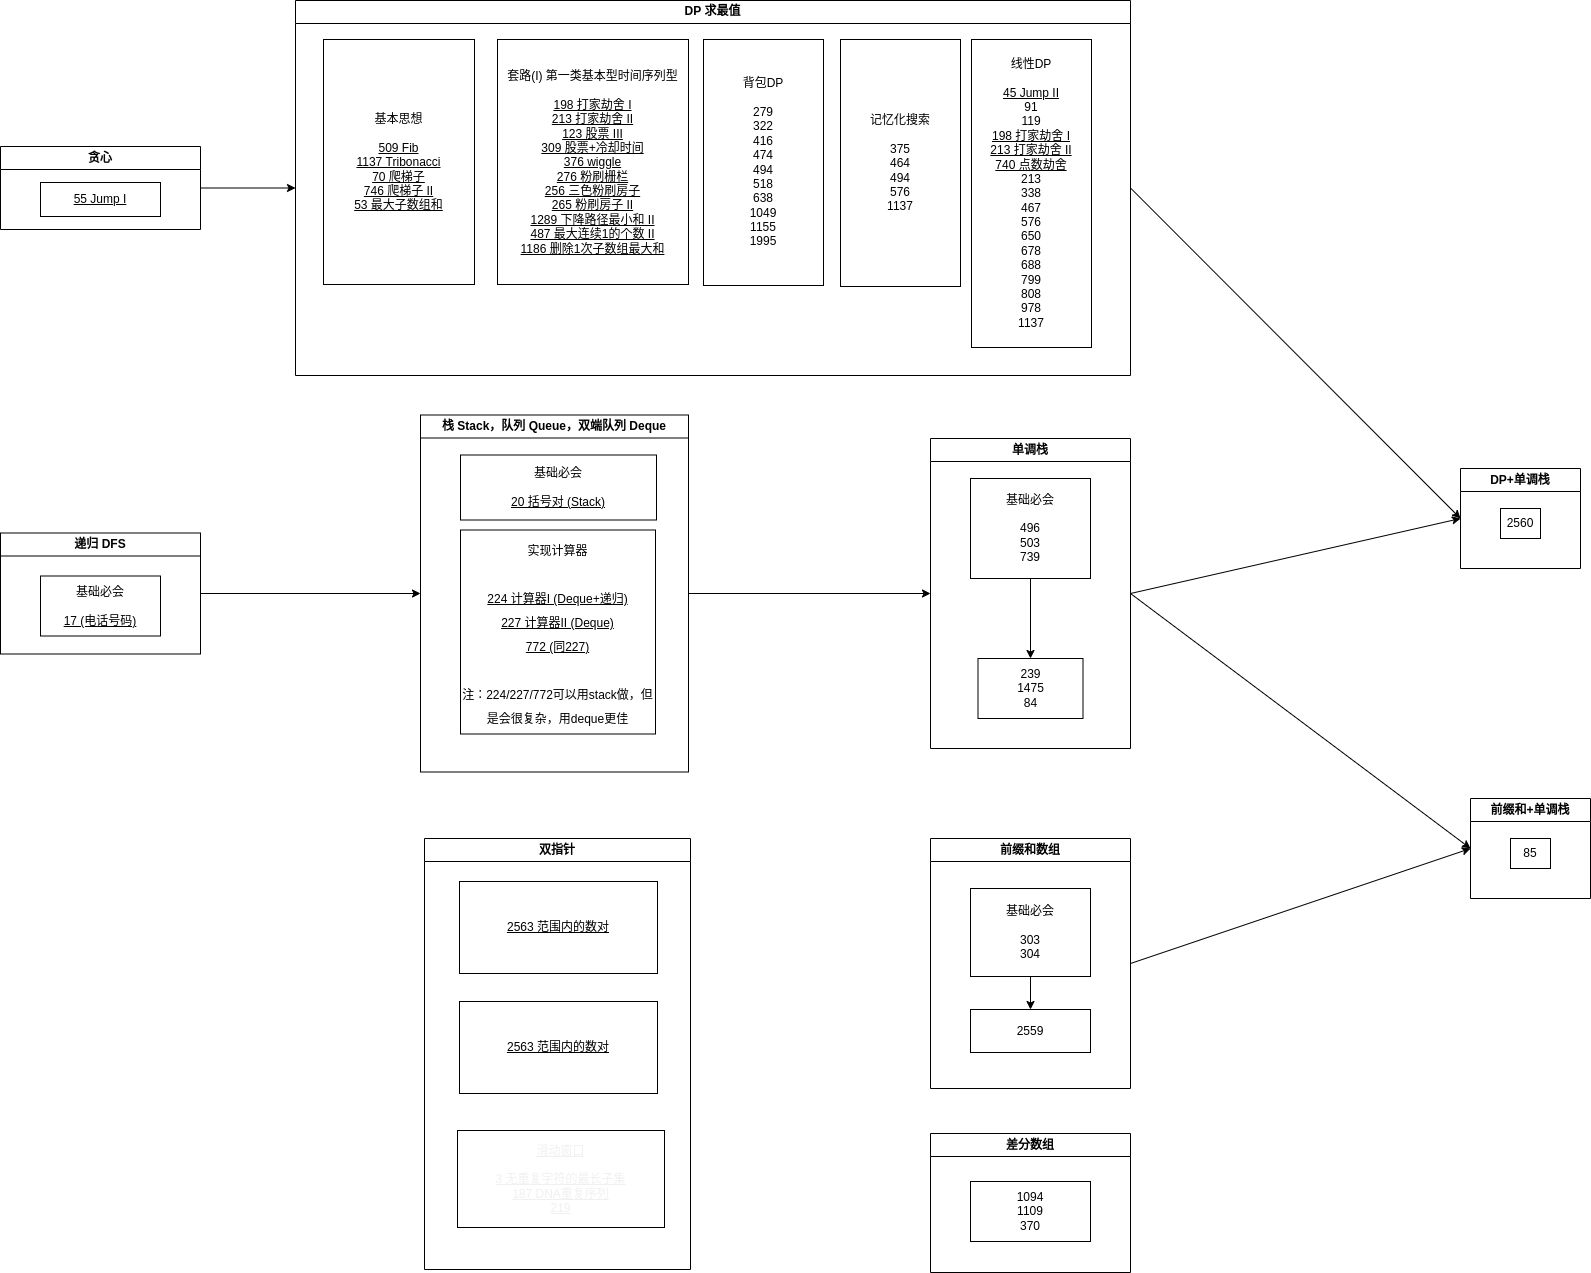 DP 求最值
基本思想
509 Fib
1137 Tribonacci
70 爬梯子
746 爬梯子 II
53 最大子数组和
套路(I) 第一类基本型时间序列型
198 打家劫舍 I
213 打家劫舍 II
123 股票 III
309 股票+冷却时间
376 wiggle
276 粉刷栅栏
256 三色粉刷房子
265 粉刷房子 II
1289 下降路径最小和 II
487 最大连续1的个数 II
1186 删除1次子数组最大和
背包DP
279
322
416
474
494
518
638
1049
1155
1995
记忆化搜索
375
464
494
576
1137
线性DP
45 Jump II
91
119
198 打家劫舍 I
213 打家劫舍 II
740 点数劫舍
213
338
467
576
650
678
688
799
808
978
1137
贪心
55 Jump I
栈 Stack，队列 Queue，双端队列 Deque
基础必会
20 括号对 (Stack)
实现计算器
224 计算器I (Deque+递归)
227 计算器II (Deque)
772 (同227)
注：224/227/772可以用stack做，但
是会很复杂，用deque更佳
递归 DFS
基础必会
17 (电话号码)
单调栈
基础必会
496
503
739
239
1475
84
DP+单调栈
2560
前缀和+单调栈
85
双指针
2563 范围内的数对
2563 范围内的数对
滑动窗口
3 无重复字符的最长子集
187 DNA重复序列
219
前缀和数组
基础必会
303
304
2559
差分数组
1094
1109
370